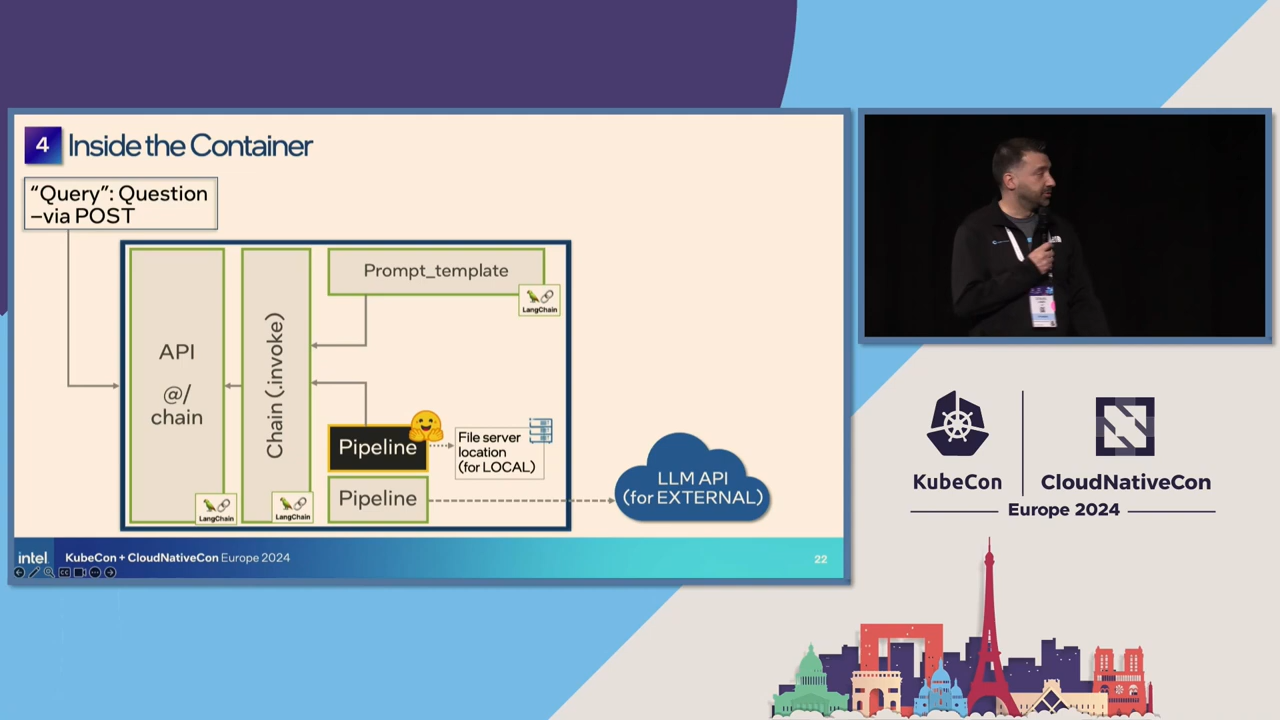 4 Inside the Container
“Query”: Question
–via POST
API
@/
chain
LangChain
Chain (.invoke)
LangChain
Prompt_template
LangChain
Pipeline
File server
location
(for LOCAL)
Pipeline
LLM API
(for EXTERNAL)
intel. KubeCon + CloudNativeCon Europe 2024
22
KubeCon
CloudNativeCon
Europe 2024